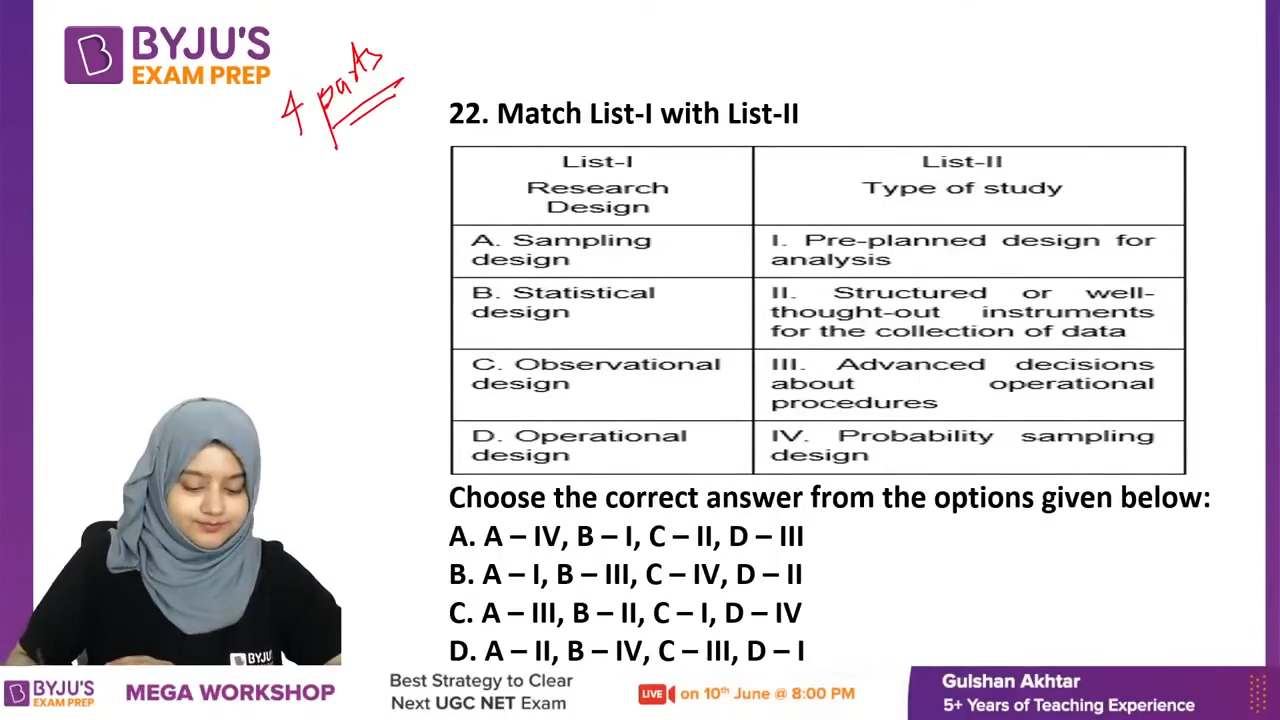 BYJU'S
EXAM PREP
4 parts
22. Match List-I with List-II
List-I
Research
Design
List-II
Type of study
A. Sampling
design
I. Pre-planned design for
analysis
B. Statistical
design
II. Structured or well-
thought-out instruments
for the collection of data
C. Observational
design
III. Advanced decisions
about operational
procedures
D. Operational
design
IV. Probability sampling
design
Choose the correct answer from the options given below:
A. A – IV, B – I, C – II, D – III
B. A – I, B – III, C – IV, D – II
C. A – III, B – II, C – I, D – IV
D. A – II, B – IV, C – III, D – I
BYJU'S
BYJU'S
EXAM PREP
MEGA WORKSHOP
Best Strategy to Clear
Next UGC NET Exam
LIVE on 10th June @ 8:00 PM
Gulshan Akhtar
5+ Years of Teaching Experience